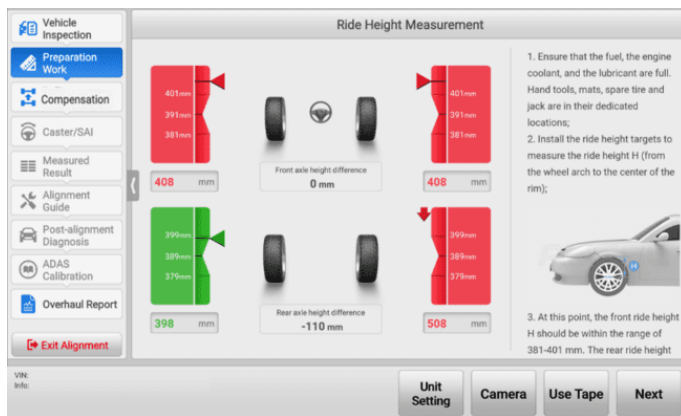 Vehicle
Inspection
Preparation
Work
Compensation
Caster/SAI
Measured
Result
Alignment
Guide
Post-alignment
Diagnosis
ADAS
Calibration
Overhaul Report
Exit Alignment
Ride Height Measurement
401mm
391mm
381mm
408 mm
Front axle height difference
0 mm
401mm
391mm
381mm
408 mm
399mm
389mm
379mm
398 mm
Rear axle height difference
-110 mm
399mm
389mm
379mm
508 mm
1. Ensure that the fuel, the engine
coolant, and the lubricant are full.
Hand tools, mats, spare tire and
jack are in their dedicated
locations;
2. Install the ride height targets to
measure the ride height H (from
the wheel arch to the center of the
rim);
H
3. At this point, the front ride height
H should be within the range of
381-401 mm. The rear ride height
VIN:
Info:
Unit
Setting
Camera
Use Tape
Next